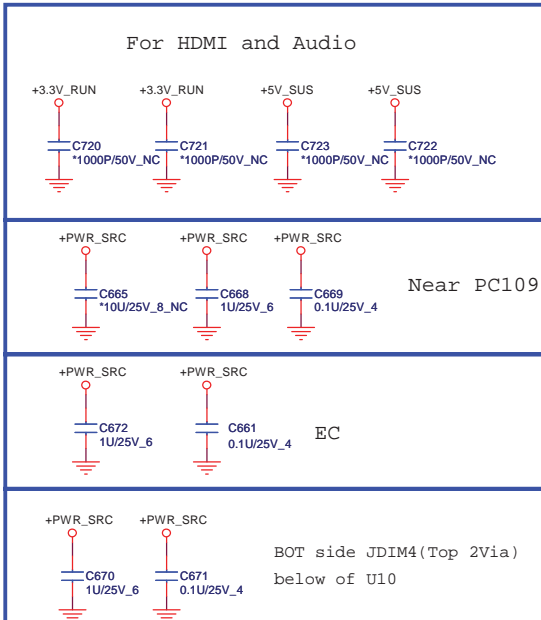 For HDMI and Audio
+3.3V_RUN +3.3V_RUN +5V_SUS +5V_SUS
C720 C721 C723 C722
*1000P/50V_NC *1000P/50V_NC *1000P/50V_NC *1000P/50V_NC
+PWR_SRC +PWR_SRC +PWR_SRC
Near PC109
C665 C668 C669
*10U/25V_8_NC 1U/25V_6 0.1U/25V_4
+PWR_SRC +PWR_SRC
C672 C661 EC
1U/25V_6 0.1U/25V_4
+PWR_SRC +PWR_SRC
BOT side JDIM4(Top 2Via)
C670 C671
below of U10
1U/25V_6 0.1U/25V_4